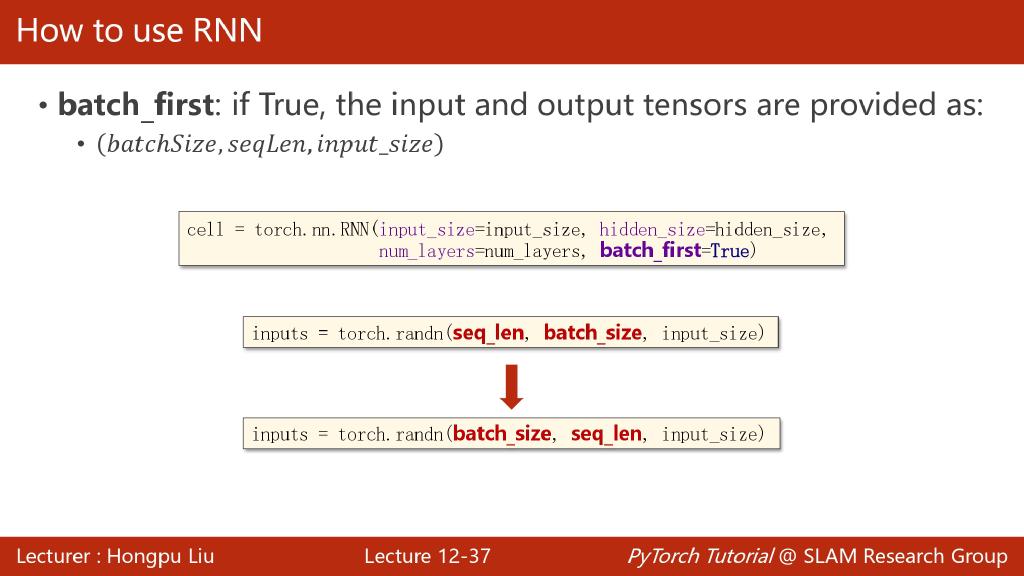 How to use RNN
• batch_first: if True, the input and output tensors are provided as:
• (batchSize, seqLen, input_size)
cell = torch.nn.RNN(input_size=input_size, hidden_size=hidden_size,
num_layers=num_layers, batch_first=True)
inputs = torch.randn(seq_len, batch_size, input_size)
inputs = torch.randn(batch_size, seq_len, input_size)
Lecturer : Hongpu Liu Lecture 12-37 PyTorch Tutorial @ SLAM Research Group